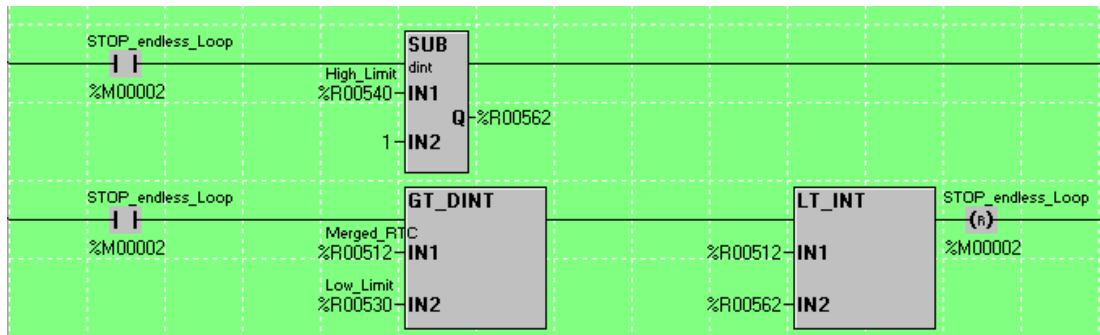 STOP_endless_Loop
%M00002
SUB
dint
High_Limit
%R00540 IN1
Q %R00562
1 IN2
STOP_endless_Loop
%M00002
GT_DINT
Merged_RTC
%R00512 IN1
Low_Limit
%R00530 IN2
LT_INT
%R00512 IN1
%R00562 IN2
STOP_endless_Loop
(R)
%M00002